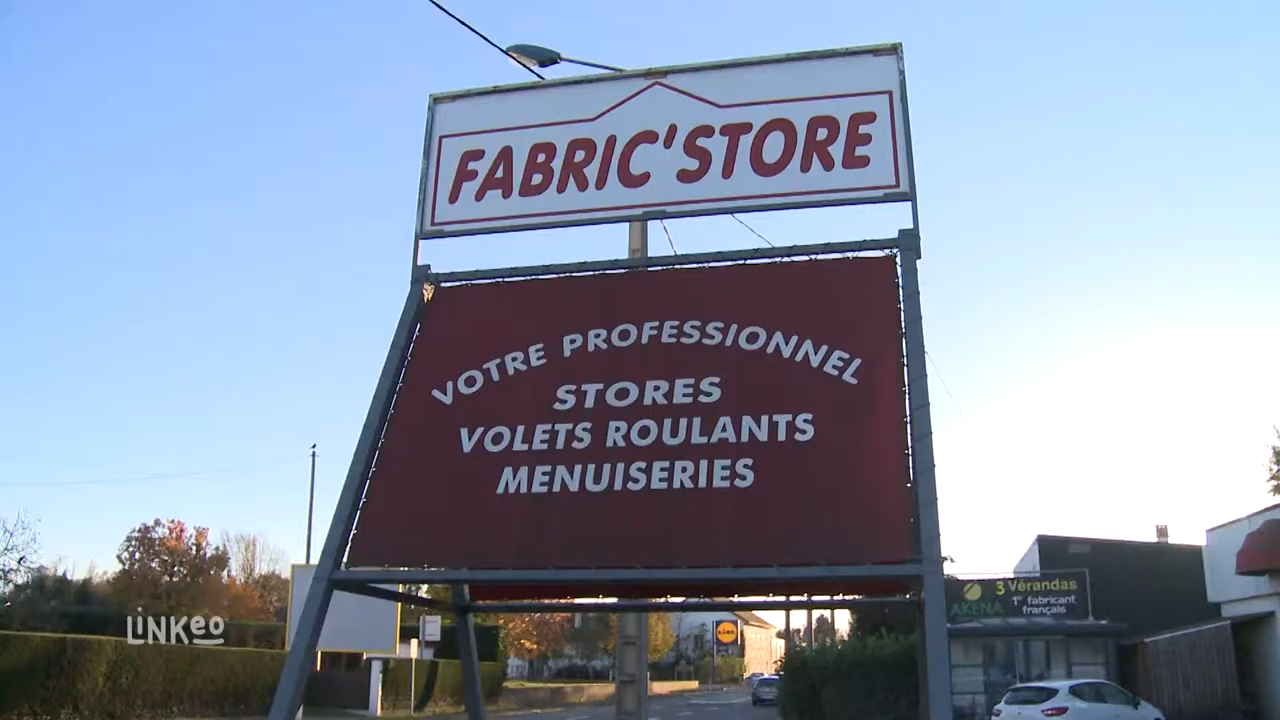 FABRIC'STORE
VOTRE PROFESSIONNEL
STORES
VOLETS ROULANTS
MENUISERIES
3 Vérandas
AKENA 1er fabricant
français
LiDL
LINKeo